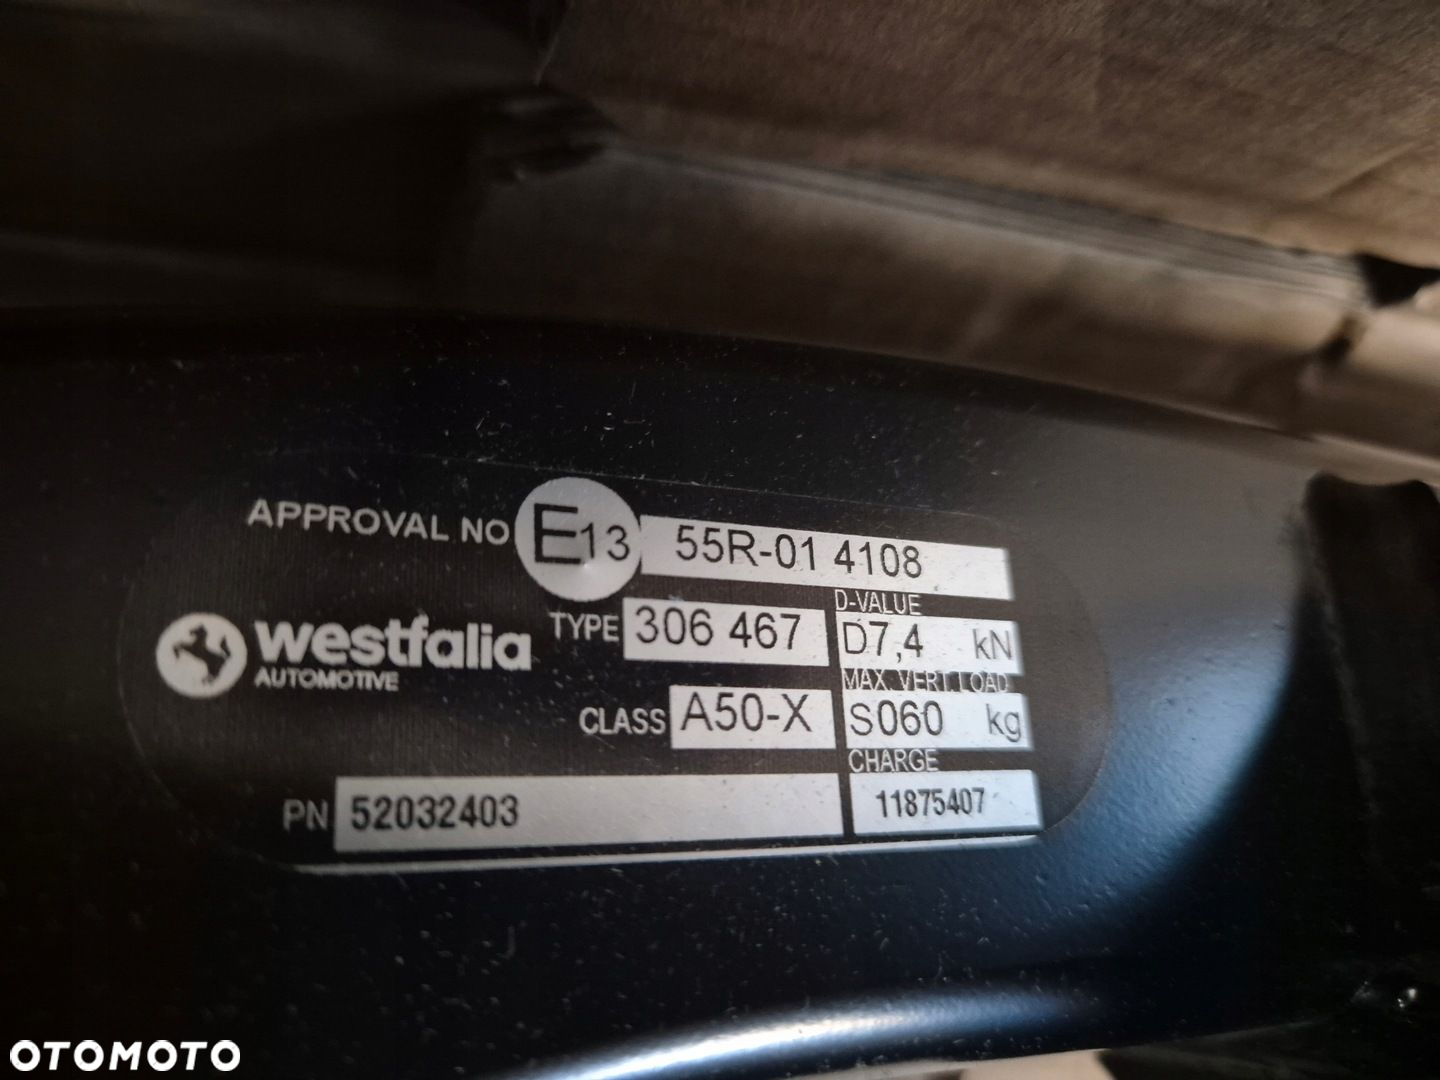 APPROVAL NO E13 55R-01 4108
D-VALUE
TYPE 306 467 D7,4 kN
westfalia
AUTOMOTIVE
MAX. VERT. LOAD
CLASS A50-X S060 kg
CHARGE
PN 52032403 11875407
OTOMOTO